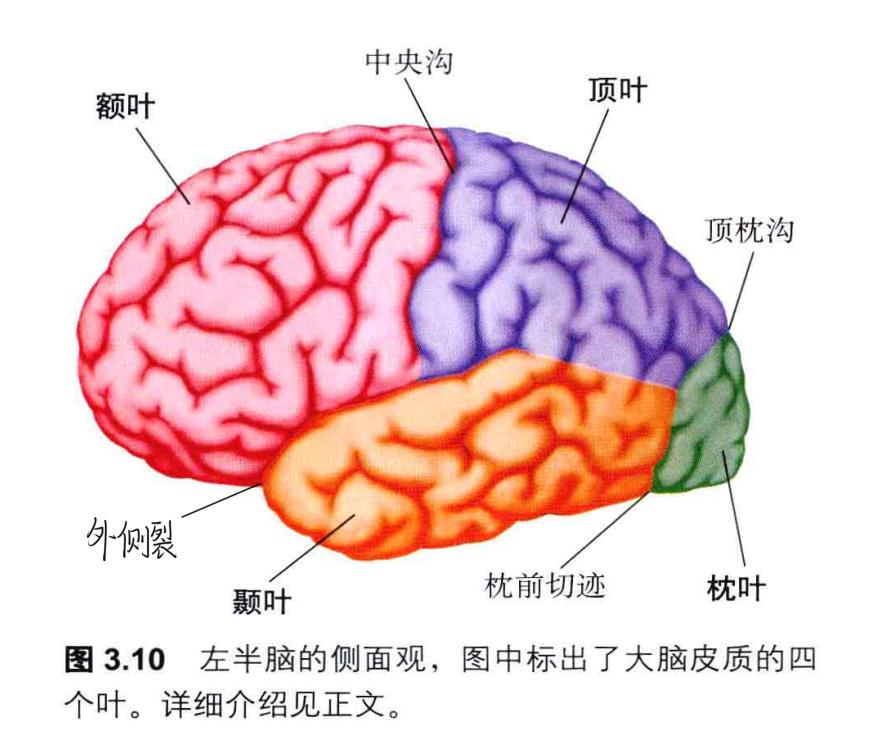 中央沟
额叶
顶叶
顶枕沟
外侧裂
颞叶
枕前切迹
枕叶
图 3.10 左半脑的侧面观，图中标出了大脑皮质的四
个叶。详细介绍见正文。